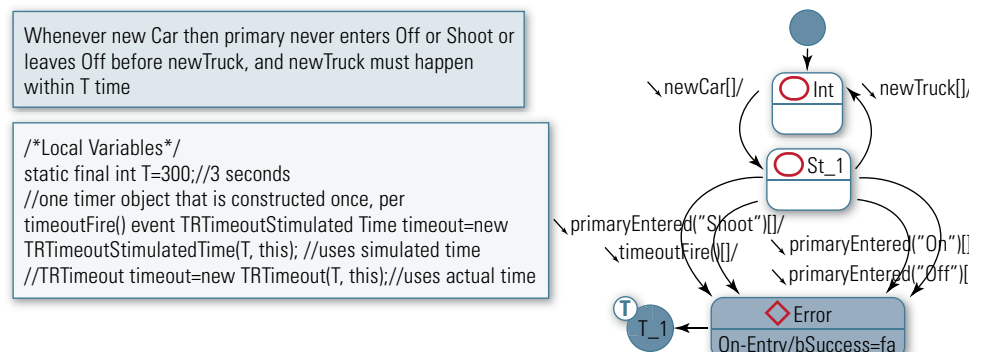 Whenever new Car then primary never enters Off or Shoot or
leaves Off before newTruck, and newTruck must happen
within T time
/*Local Variables*/
static final int T=300;//3 seconds
//one timer object that is constructed once, per
timeoutFire() event TRTimeoutStimulated Time timeout=new
TRTimeoutStimulatedTime(T, this); //uses simulated time
//TRTimeout timeout=new TRTimeout(T, this);//uses actual time
newCar[]/
Int
newTruck[]/
St_1
primaryEntered("Shoot")[]/
timeoutFire()[]/
primaryEntered("On")[]
primaryEntered("Off")[
T
T_1
Error
On-Entry/bSuccess=fa